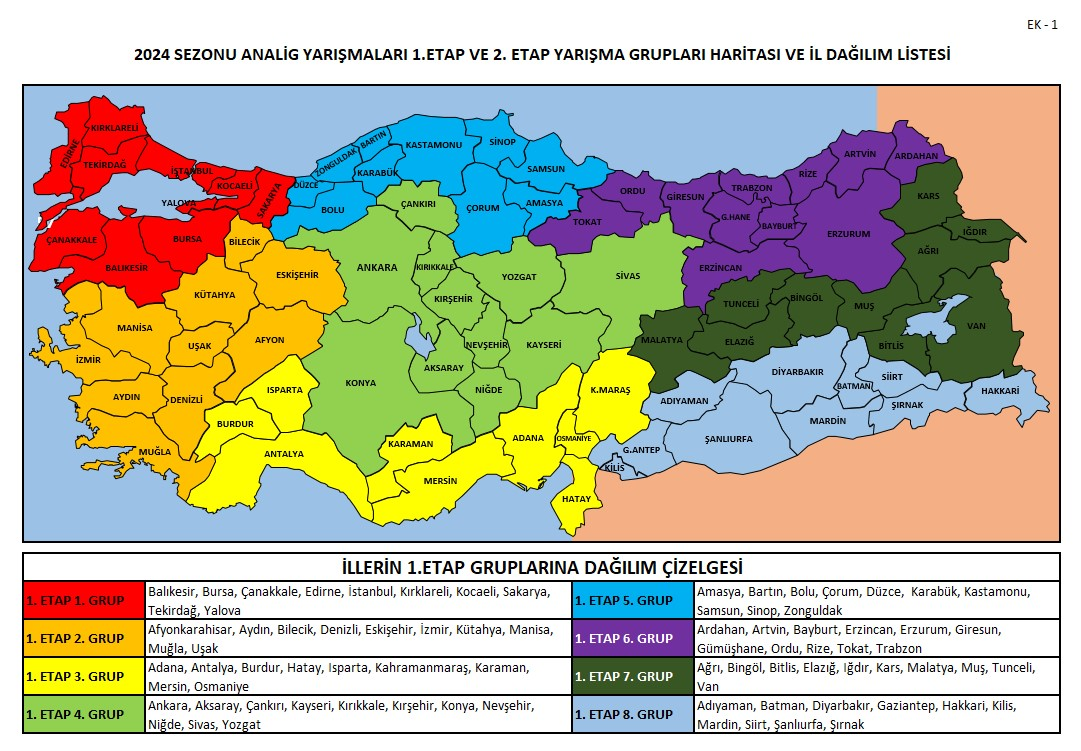 EK - 1
2024 SEZONU ANALİG YARIŞMALARI 1.ETAP VE 2. ETAP YARIŞMA GRUPLARI HARİTASI VE İL DAĞILIM LİSTESİ
KIRKLARELİ
EDİRNE
TEKİRDAĞ
İSTANBUL
KOCAELİ
YALOVA
SAKARYA
ÇANAKKALE
BURSA
BALIKESİR
BİLECİK
ESKİŞEHİR
KÜTAHYA
MANİSA
UŞAK
AFYON
İZMİR
AYDIN
DENİZLİ
MUĞLA
ISPARTA
BURDUR
ANTALYA
KARAMAN
MERSİN
ADANA
OSMANİYE
K.MARAŞ
HATAY
ZONGULDAK
BARTIN
KASTAMONU
SİNOP
KARABÜK
DÜZCE
BOLU
SAMSUN
AMASYA
ÇORUM
ÇANKIRI
ANKARA
KIRIKKALE
KIRŞEHİR
YOZGAT
SİVAS
NEVŞEHİR
KAYSERİ
AKSARAY
KONYA
NİĞDE
ORDU
TOKAT
GİRESUN
TRABZON
G.HANE
BAYBURT
RİZE
ARTVİN
ARDAHAN
ERZURUM
ERZİNCAN
KARS
IĞDIR
AĞRI
TUNCELİ
BİNGÖL
MUŞ
MALATYA
ELAZIĞ
BİTLİS
VAN
DİYARBAKIR
BATMAN
SİİRT
HAKKARİ
ŞIRNAK
ADIYAMAN
MARDİN
ŞANLIURFA
G.ANTEP
KİLİS
İLLERİN 1.ETAP GRUPLARINA DAĞILIM ÇİZELGESİ
1. ETAP 1. GRUP
Balıkesir, Bursa, Çanakkale, Edirne, İstanbul, Kırklareli, Kocaeli, Sakarya,
Tekirdağ, Yalova
1. ETAP 5. GRUP
Amasya, Bartın, Bolu, Çorum, Düzce, Karabük, Kastamonu,
Samsun, Sinop, Zonguldak
1. ETAP 2. GRUP
Afyonkarahisar, Aydın, Bilecik, Denizli, Eskişehir, İzmir, Kütahya, Manisa,
Muğla, Uşak
1. ETAP 6. GRUP
Ardahan, Artvin, Bayburt, Erzincan, Erzurum, Giresun,
Gümüşhane, Ordu, Rize, Tokat, Trabzon
1. ETAP 3. GRUP
Adana, Antalya, Burdur, Hatay, Isparta, Kahramanmaraş, Karaman,
Mersin, Osmaniye
1. ETAP 7. GRUP
Ağrı, Bingöl, Bitlis, Elazığ, Iğdır, Kars, Malatya, Muş, Tunceli,
Van
1. ETAP 4. GRUP
Ankara, Aksaray, Çankırı, Kayseri, Kırıkkale, Kırşehir, Konya, Nevşehir,
Niğde, Sivas, Yozgat
1. ETAP 8. GRUP
Adıyaman, Batman, Diyarbakır, Gaziantep, Hakkari, Kilis,
Mardin, Siirt, Şanlıurfa, Şırnak